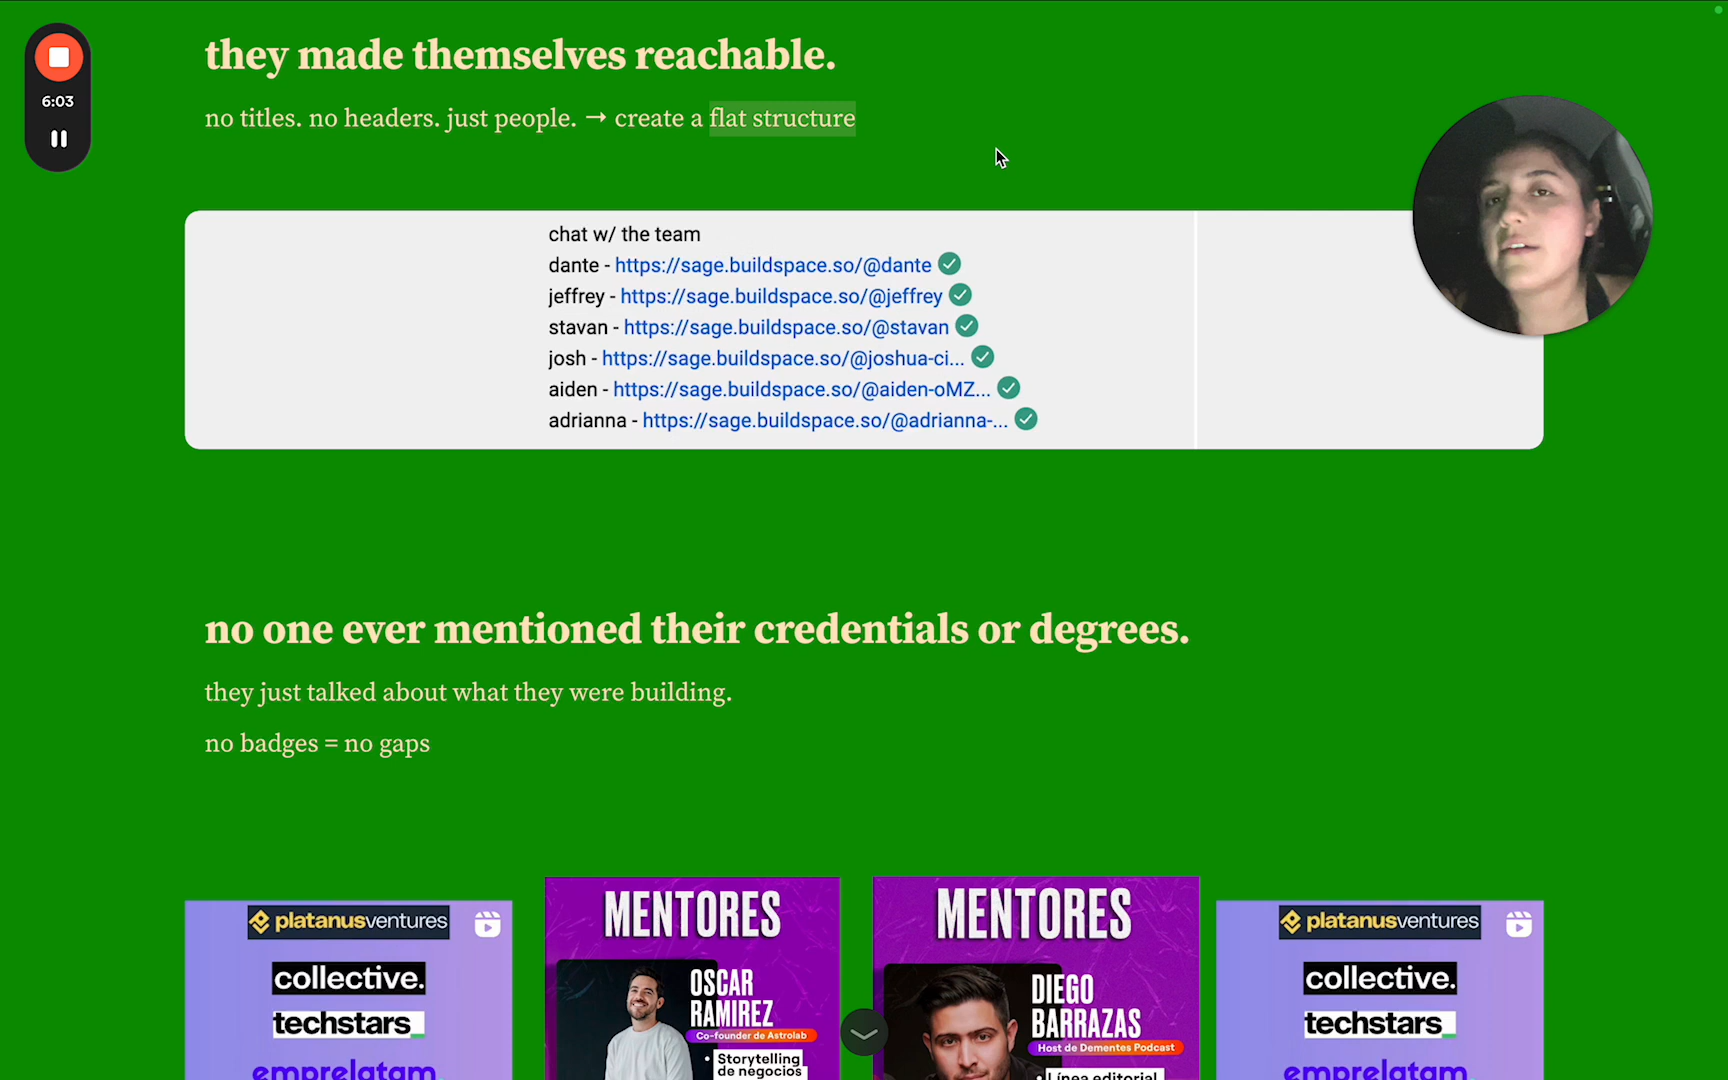 they made themselves reachable.
6:03
no titles. no headers. just people. → create a flat structure
chat w/ the team
dante - https://sage.buildspace.so/@dante
jeffrey - https://sage.buildspace.so/@jeffrey
stavan - https://sage.buildspace.so/@stavan
josh - https://sage.buildspace.so/@joshua-ci...
aiden - https://sage.buildspace.so/@aiden-oMZ...
adrianna - https://sage.buildspace.so/@adrianna-...
no one ever mentioned their credentials or degrees.
they just talked about what they were building.
no badges = no gaps
platanusventures
collective.
techstars
emprelatam
MENTORES
OSCAR
RAMIREZ
Co-founder de Astrolab
• Storytelling
de negocios
MENTORES
DIEGO
BARRAZAS
Host de Dementes Podcast
• Línea editorial
platanusventures
collective.
techstars
emprelatam